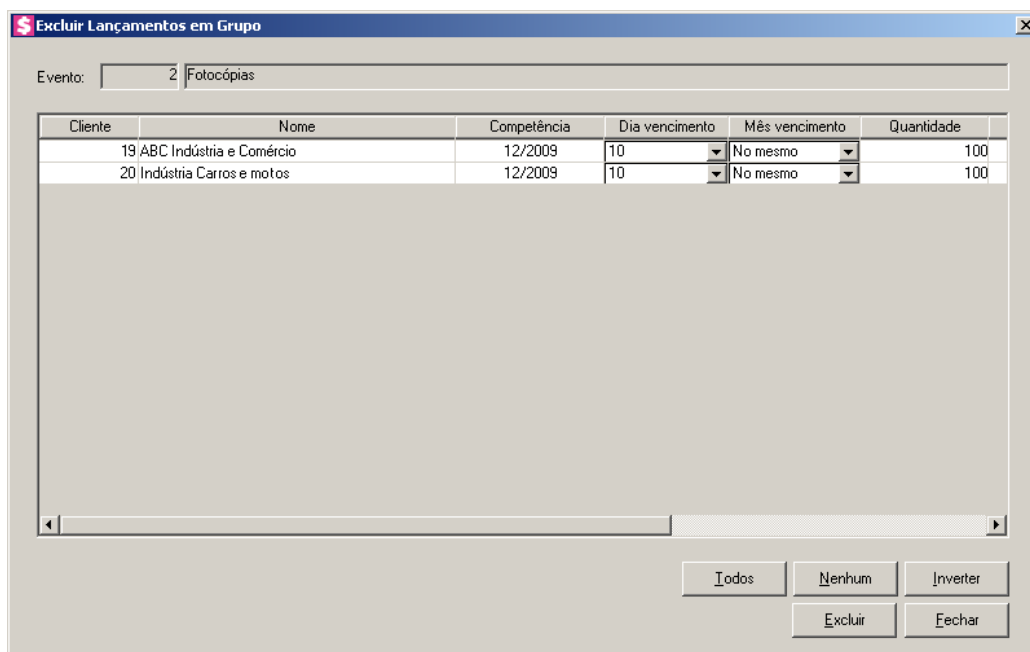 Excluir Lançamentos em Grupo
Evento: 2 Fotocópias
Cliente Nome Competência Dia vencimento Mês vencimento Quantidade
19 ABC Indústria e Comércio 12/2009 10 No mesmo 100
20 Indústria Carros e motos 12/2009 10 No mesmo 100
Todos Nenhum Inverter
Excluir Fechar